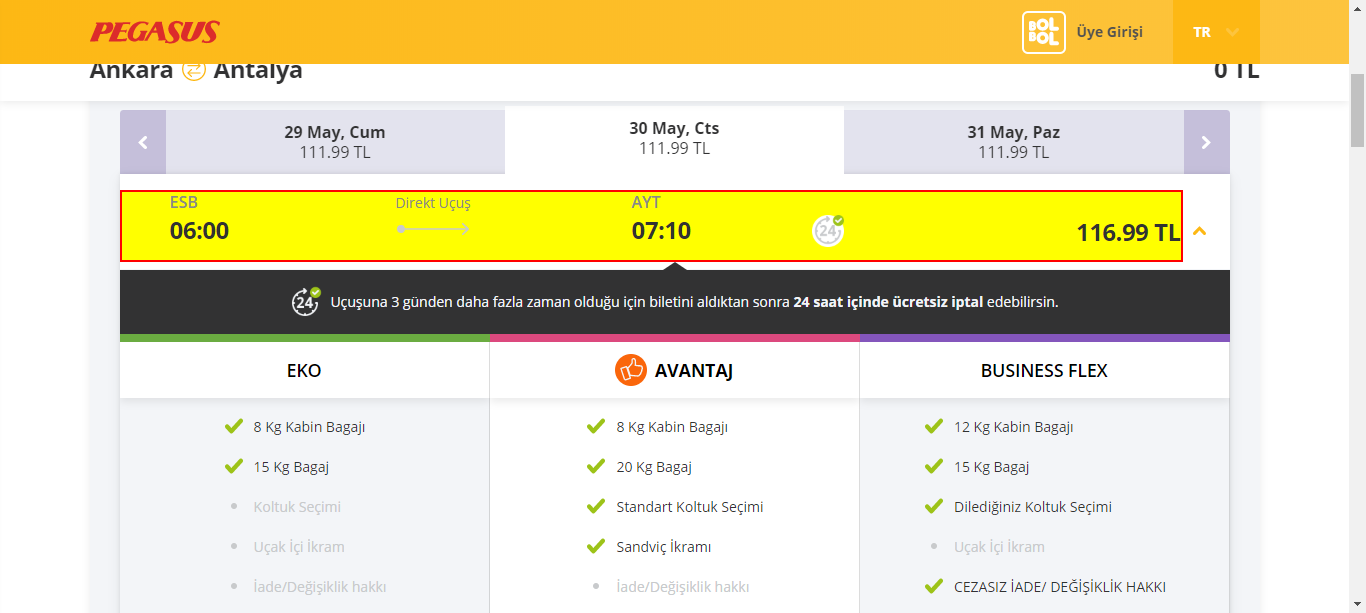 PEGASUS
BOL BOL Üye Girişi TR
Ankara Antalya 0 TL
29 May, Cum 30 May, Cts 31 May, Paz
111.99 TL 111.99 TL 111.99 TL
ESB Direkt Uçuş AYT
06:00 07:10 24 116.99 TL
24 Uçuşuna 3 günden daha fazla zaman olduğu için biletini aldıktan sonra 24 saat içinde ücretsiz iptal edebilirsin.
EKO AVANTAJ BUSINESS FLEX
8 Kg Kabin Bagajı 8 Kg Kabin Bagajı 12 Kg Kabin Bagajı
15 Kg Bagaj 20 Kg Bagaj 15 Kg Bagaj
Koltuk Seçimi Standart Koltuk Seçimi Dilediğiniz Koltuk Seçimi
Uçak İçi İkram Sandviç İkramı Uçak İçi İkram
İade/Değişiklik hakkı İade/Değişiklik hakkı CEZASIZ İADE/ DEĞİŞİKLİK HAKKI